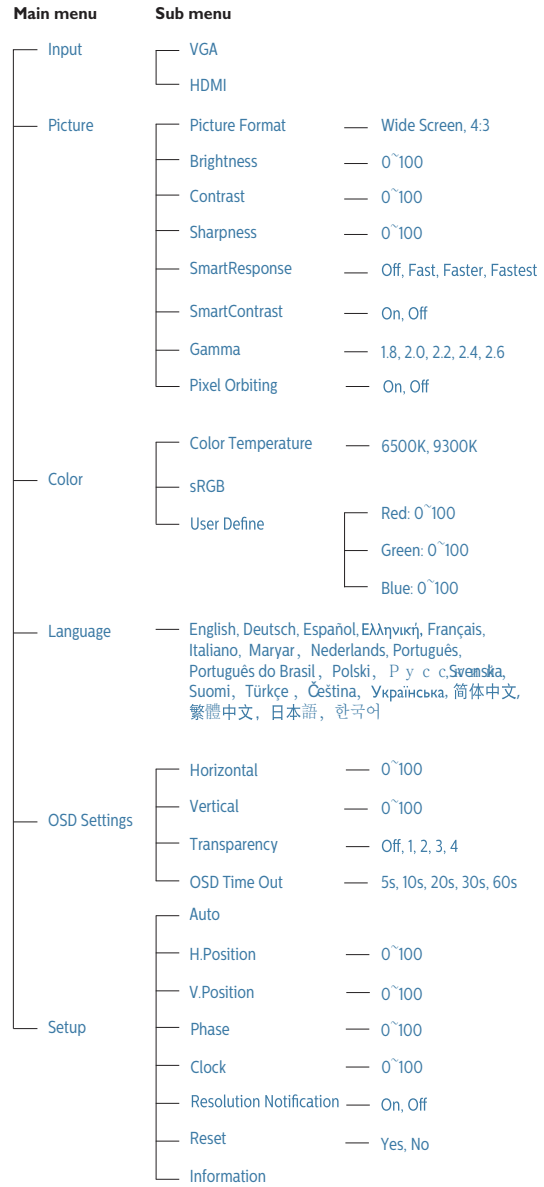 Main menu Sub menu
Input VGA
HDMI
Picture Picture Format Wide Screen, 4:3
Brightness 0~100
Contrast 0~100
Sharpness 0~100
SmartResponse Off, Fast, Faster, Fastest
SmartContrast On, Off
Gamma 1.8, 2.0, 2.2, 2.4, 2.6
Pixel Orbiting On, Off
Color Temperature 6500K, 9300K
Color sRGB
User Define Red: 0~100
Green: 0~100
Blue: 0~100
Language English, Deutsch, Español, Ελληνική, Français,
Italiano, Maryar, Nederlands, Português,
Português do Brasil, Polski, Svenska,
Suomi, Türkçe, Čeština, Українська, 简体中文,
繁體中文, 日本語, 한국어
Horizontal 0~100
Vertical 0~100
OSD Settings
Transparency Off, 1, 2, 3, 4
OSD Time Out 5s, 10s, 20s, 30s, 60s
Auto
H.Position 0~100
V.Position 0~100
Setup Phase 0~100
Clock 0~100
Resolution Notification On, Off
Reset Yes, No
Information